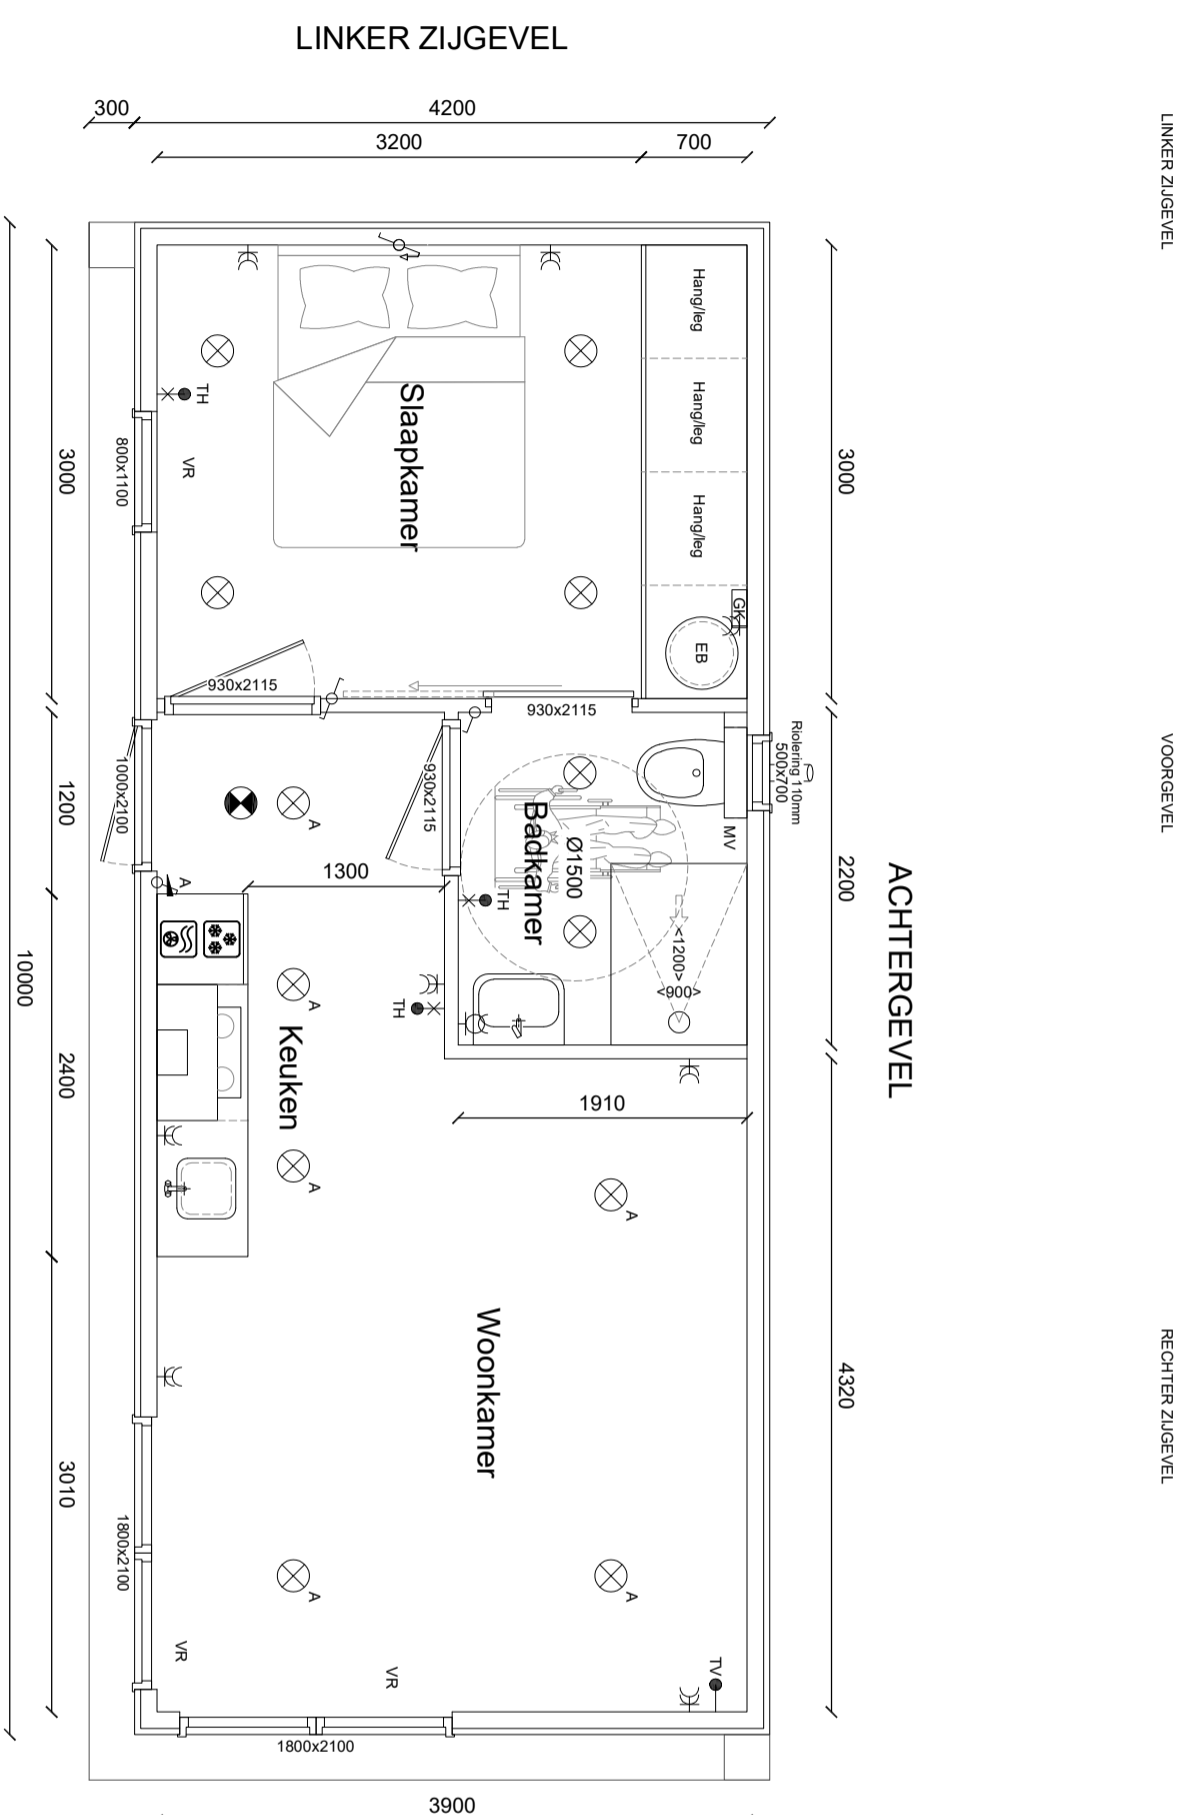 LINKER ZIJGEVEL
300
4200
3200
700
LINKER ZIJGEVEL
VOORGEVEL
RECHTER ZIJGEVEL
ACHTERGEVEL
3000
2200
4320
10000
3000
1200
2400
3010
Hang/leg
Hang/leg
Hang/leg
GK
EB
Slaapkamer
TH
VR
800x1100
930x2115
930x2115
930x2115
1000x2100
Riolering 110mm
500x700
MV
Badkamer
Ø1500
TH
<1200>
<900>
A
A
1300
A
TH
Keuken
A
1910
A
Woonkamer
A
A
1800x2100
VR
VR
TV
1800x2100
3900